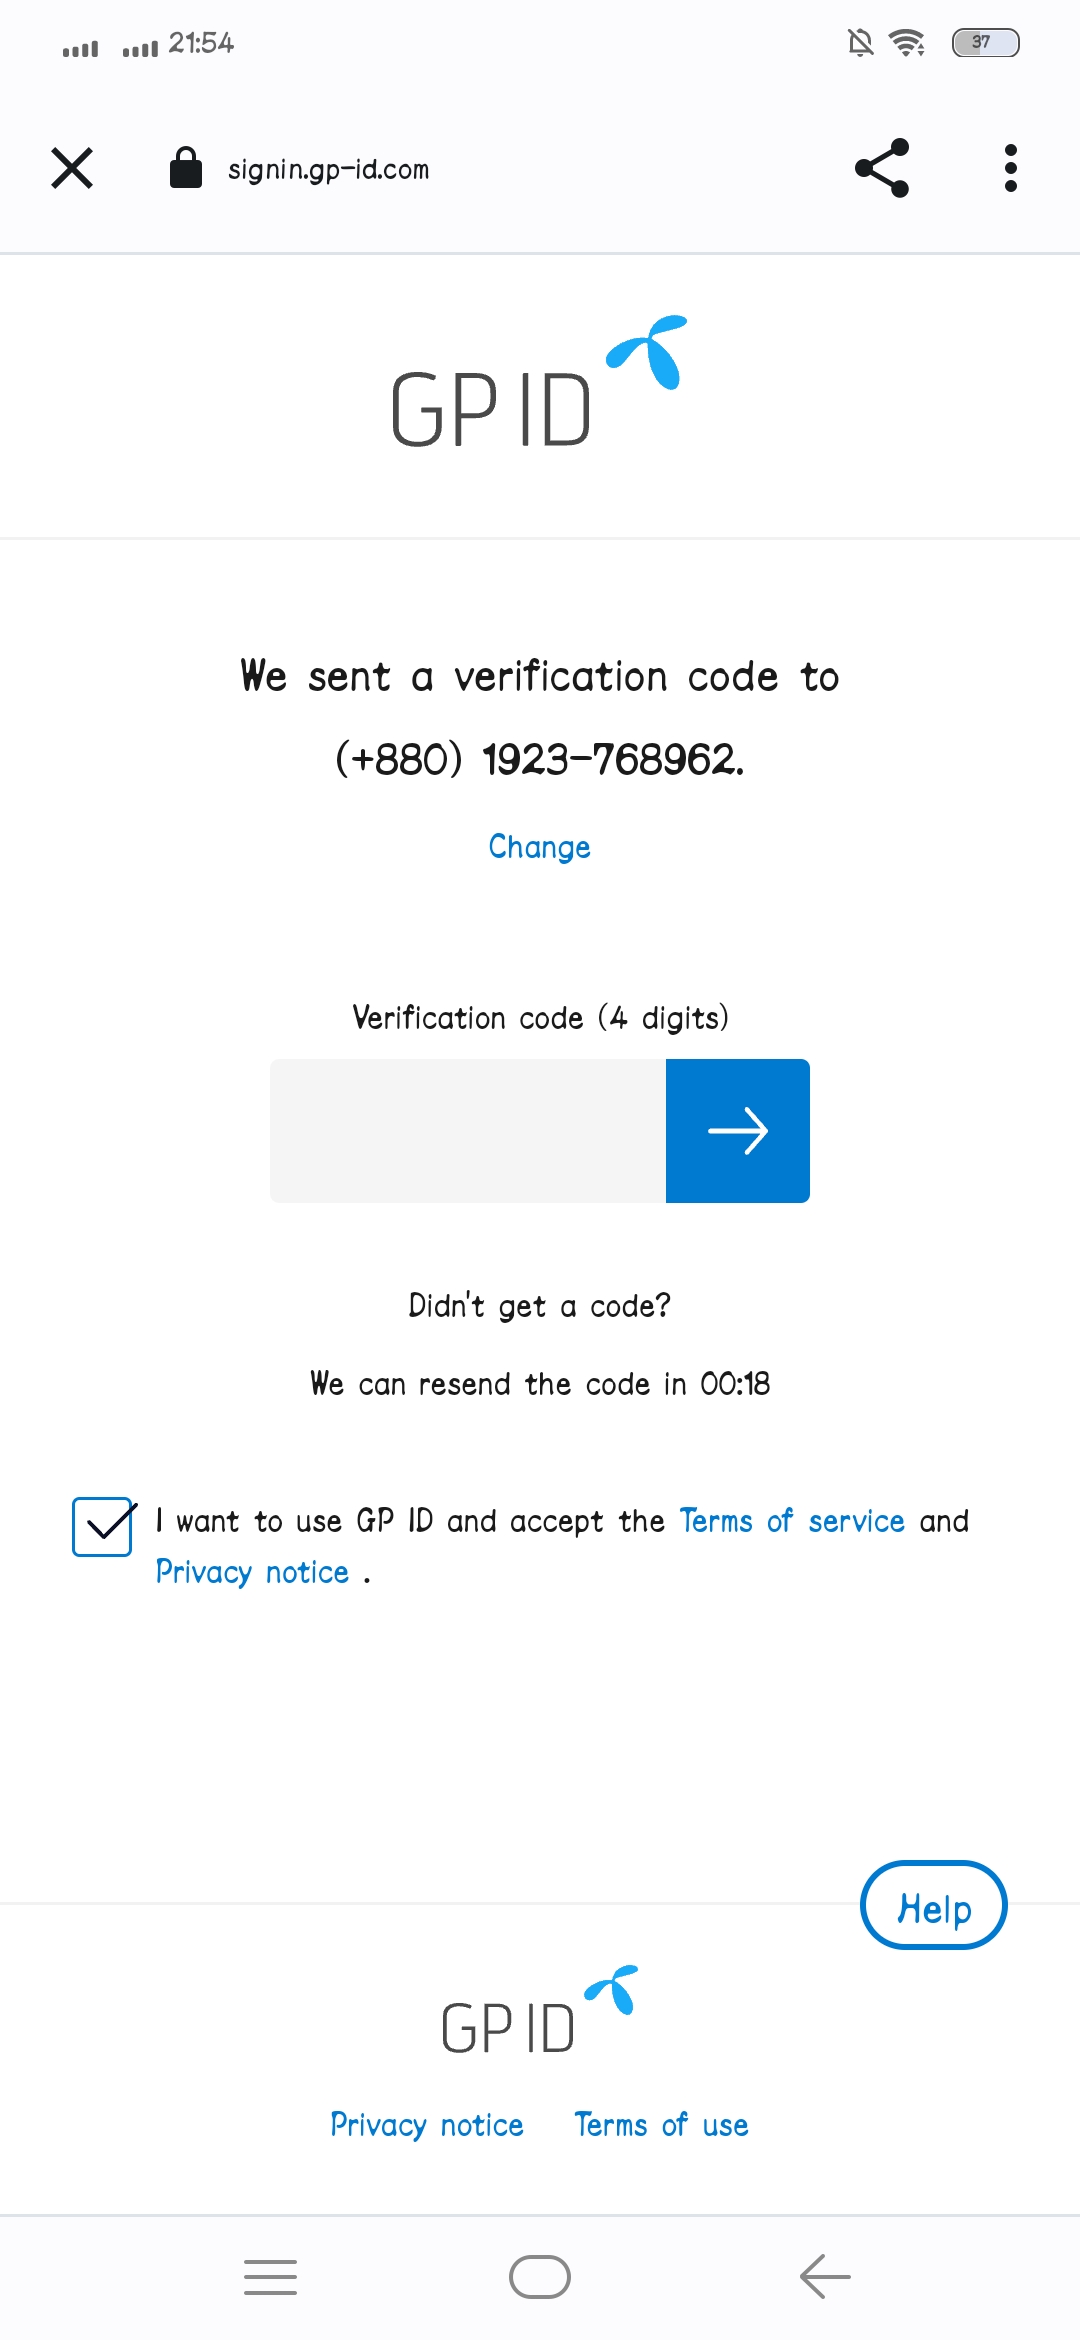 21:54
37
signin.gp-id.com
GP ID
We sent a verification code to
(+880) 1923-768962.
Change
Verification code (4 digits)
Didn't get a code?
We can resend the code in 00:18
I want to use GP ID and accept the Terms of service and
Privacy notice .
Help
GP ID
Privacy notice Terms of use